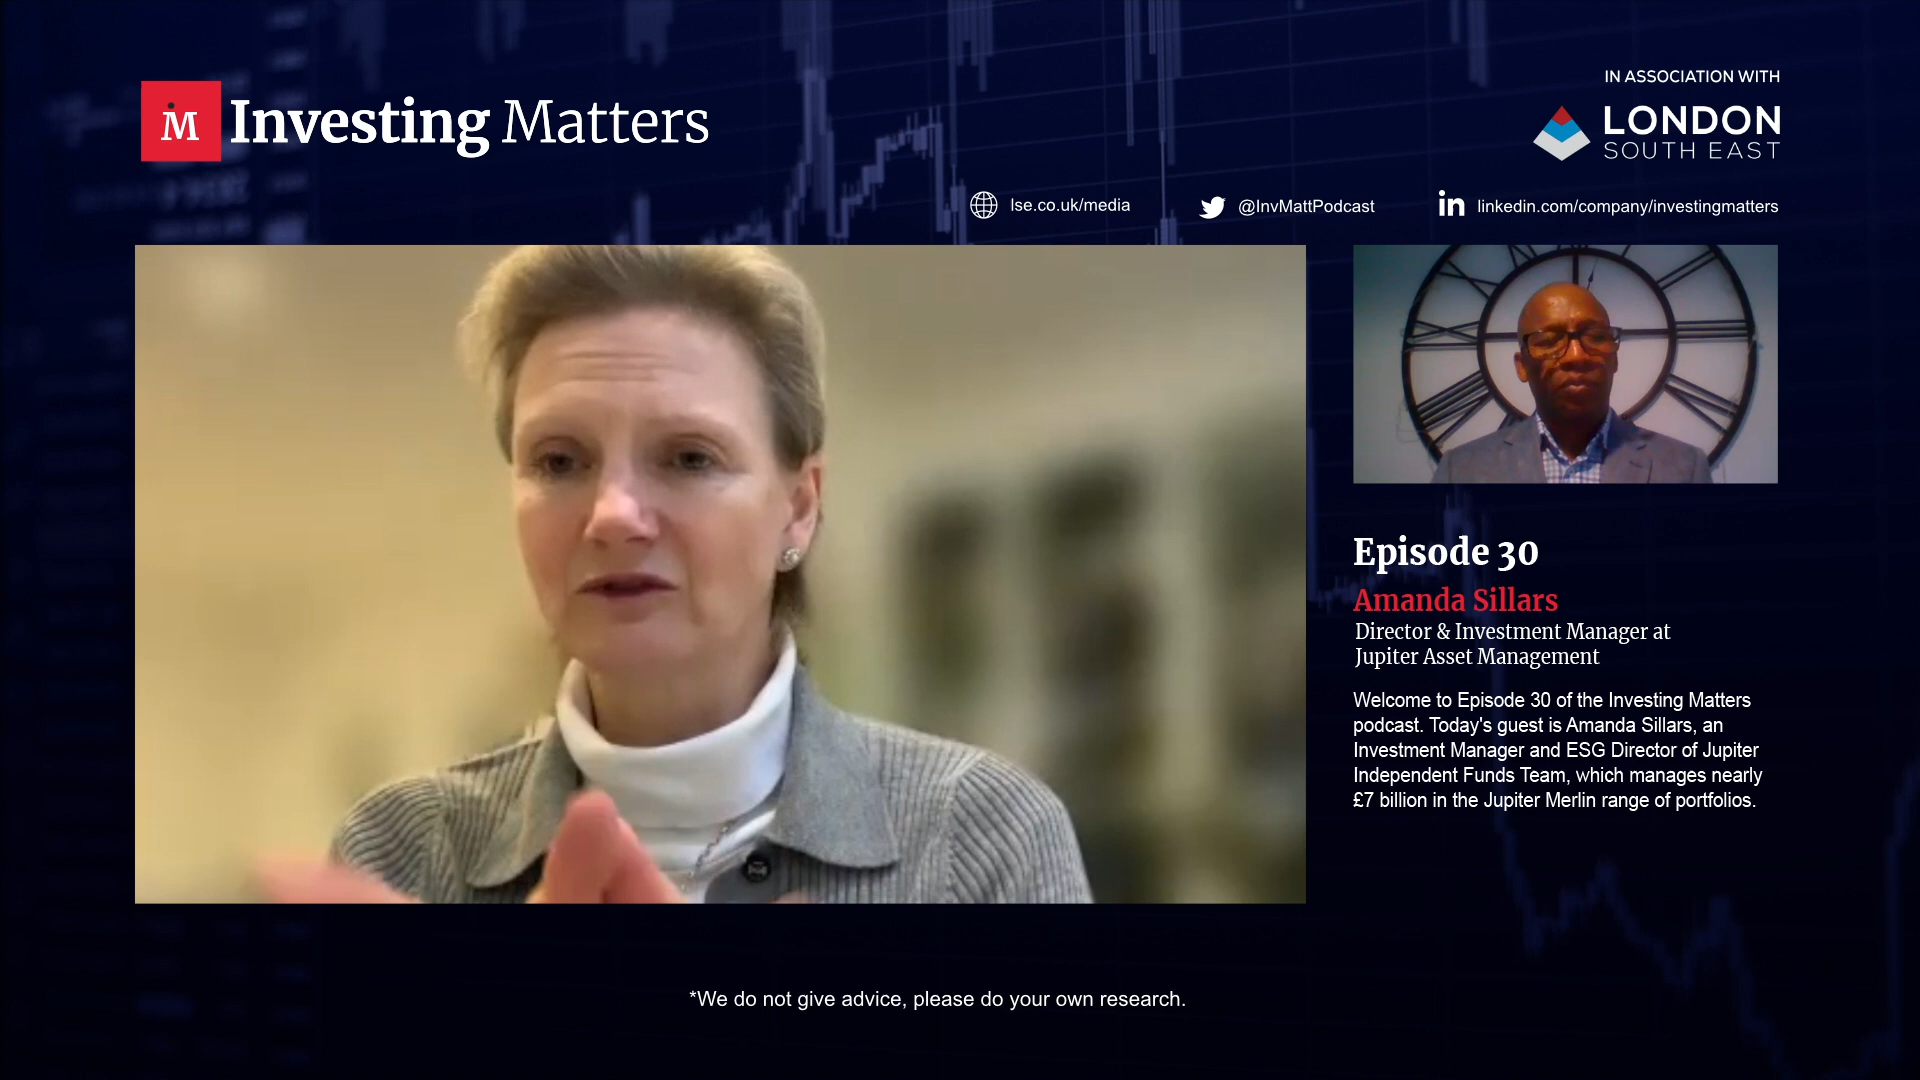 M Investing Matters
IN ASSOCIATION WITH
LONDON
SOUTH EAST
lse.co.uk/media
@InvMattPodcast
in linkedin.com/company/investingmatters
Episode 30
Amanda Sillars
Director & Investment Manager at
Jupiter Asset Management
Welcome to Episode 30 of the Investing Matters
podcast. Today's guest is Amanda Sillars, an
Investment Manager and ESG Director of Jupiter
Independent Funds Team, which manages nearly
£7 billion in the Jupiter Merlin range of portfolios.
*We do not give advice, please do your own research.